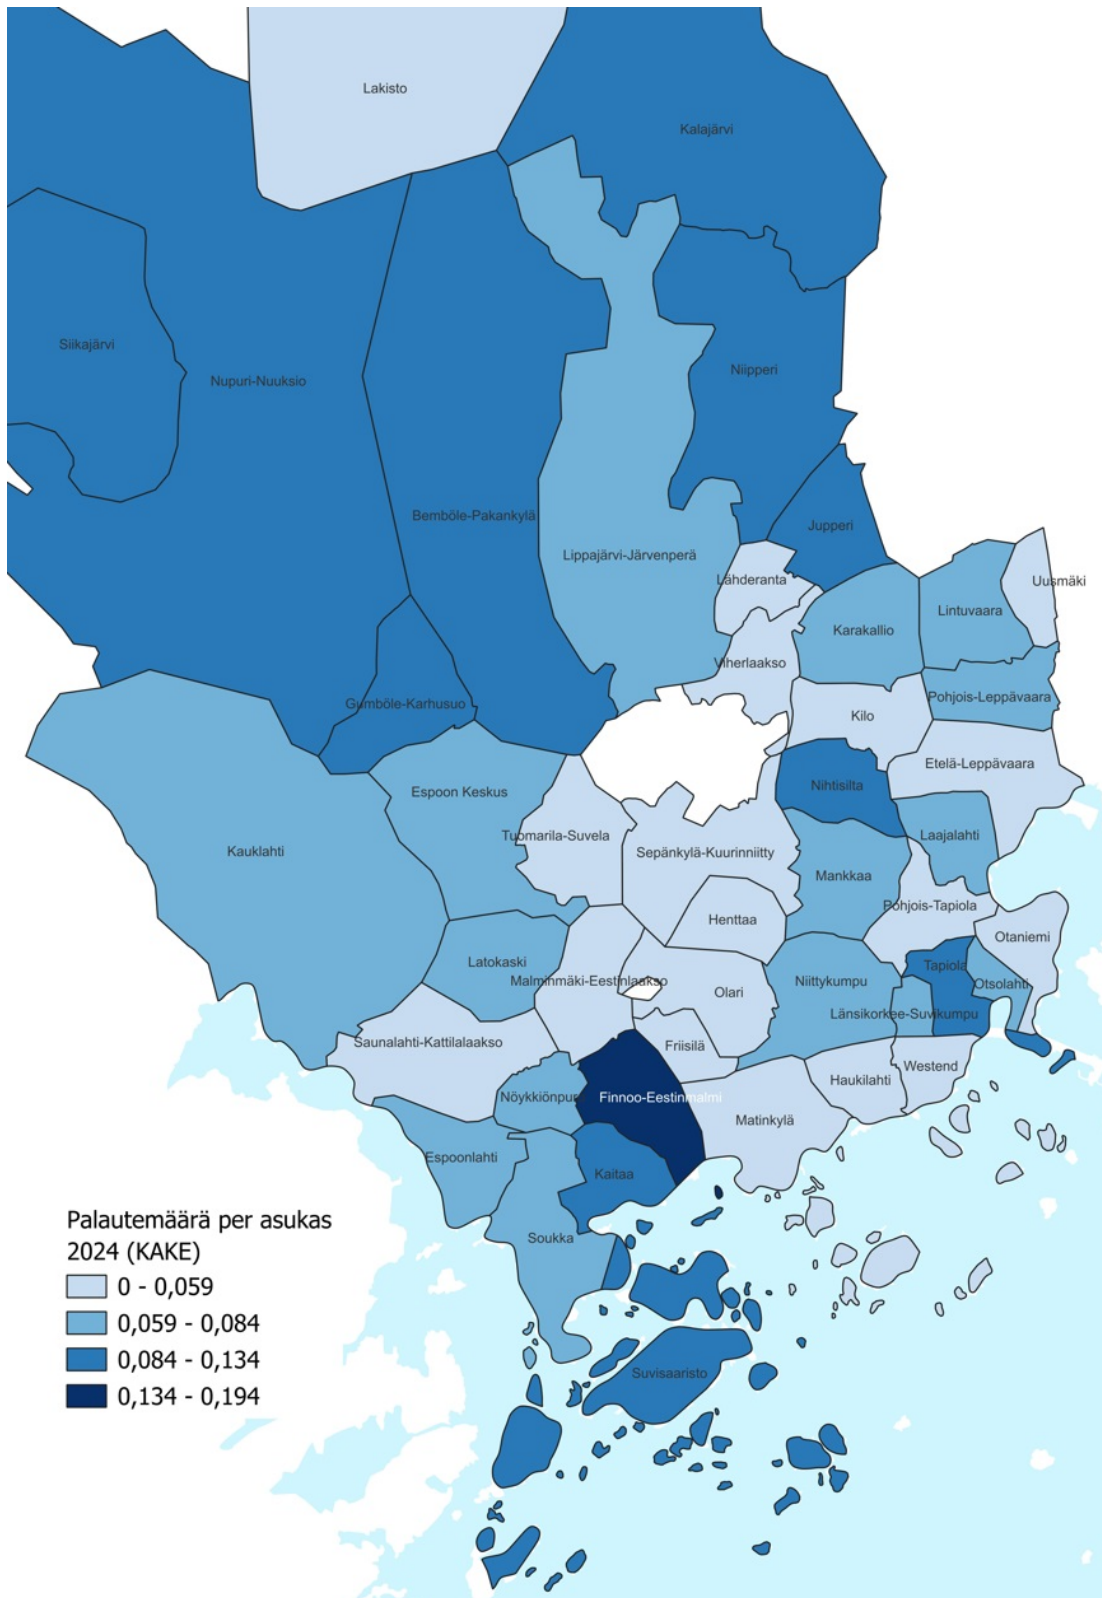 Lakisto
Kalajärvi
Siikajärvi
Nupuri-Nuuksio
Niipperi
Bemböle-Pakankylä
Jupperi
Lippajärvi-Järvenperä
Lähderanta
Uusmäki
Lintuvaara
Karakallio
Viherlaakso
Pohjois-Leppävaara
Gumböle-Karhusuo
Kilo
Etelä-Leppävaara
Nihtisilta
Espoon Keskus
Tuomarila-Suvela
Laajalahti
Kauklahti
Sepänkylä-Kuurinniitty
Mankkaa
Pohjois-Tapiola
Henttaa
Otaniemi
Latokaski
Tapiola
Malminmäki-Eestinlaakso
Niittykumpu
Otsolahti
Olari
Länsikorkee-Suvikumpu
Saunalahti-Kattilalaakso
Friisilä
Westend
Haukilahti
Nöykkiönpur
Finnoo-Eestinmalmi
Matinkylä
Espoonlahti
Kaitaa
Soukka
Suvisaaristo
Palautemäärä per asukas
2024 (KAKE)
0 - 0,059
0,059 - 0,084
0,084 - 0,134
0,134 - 0,194